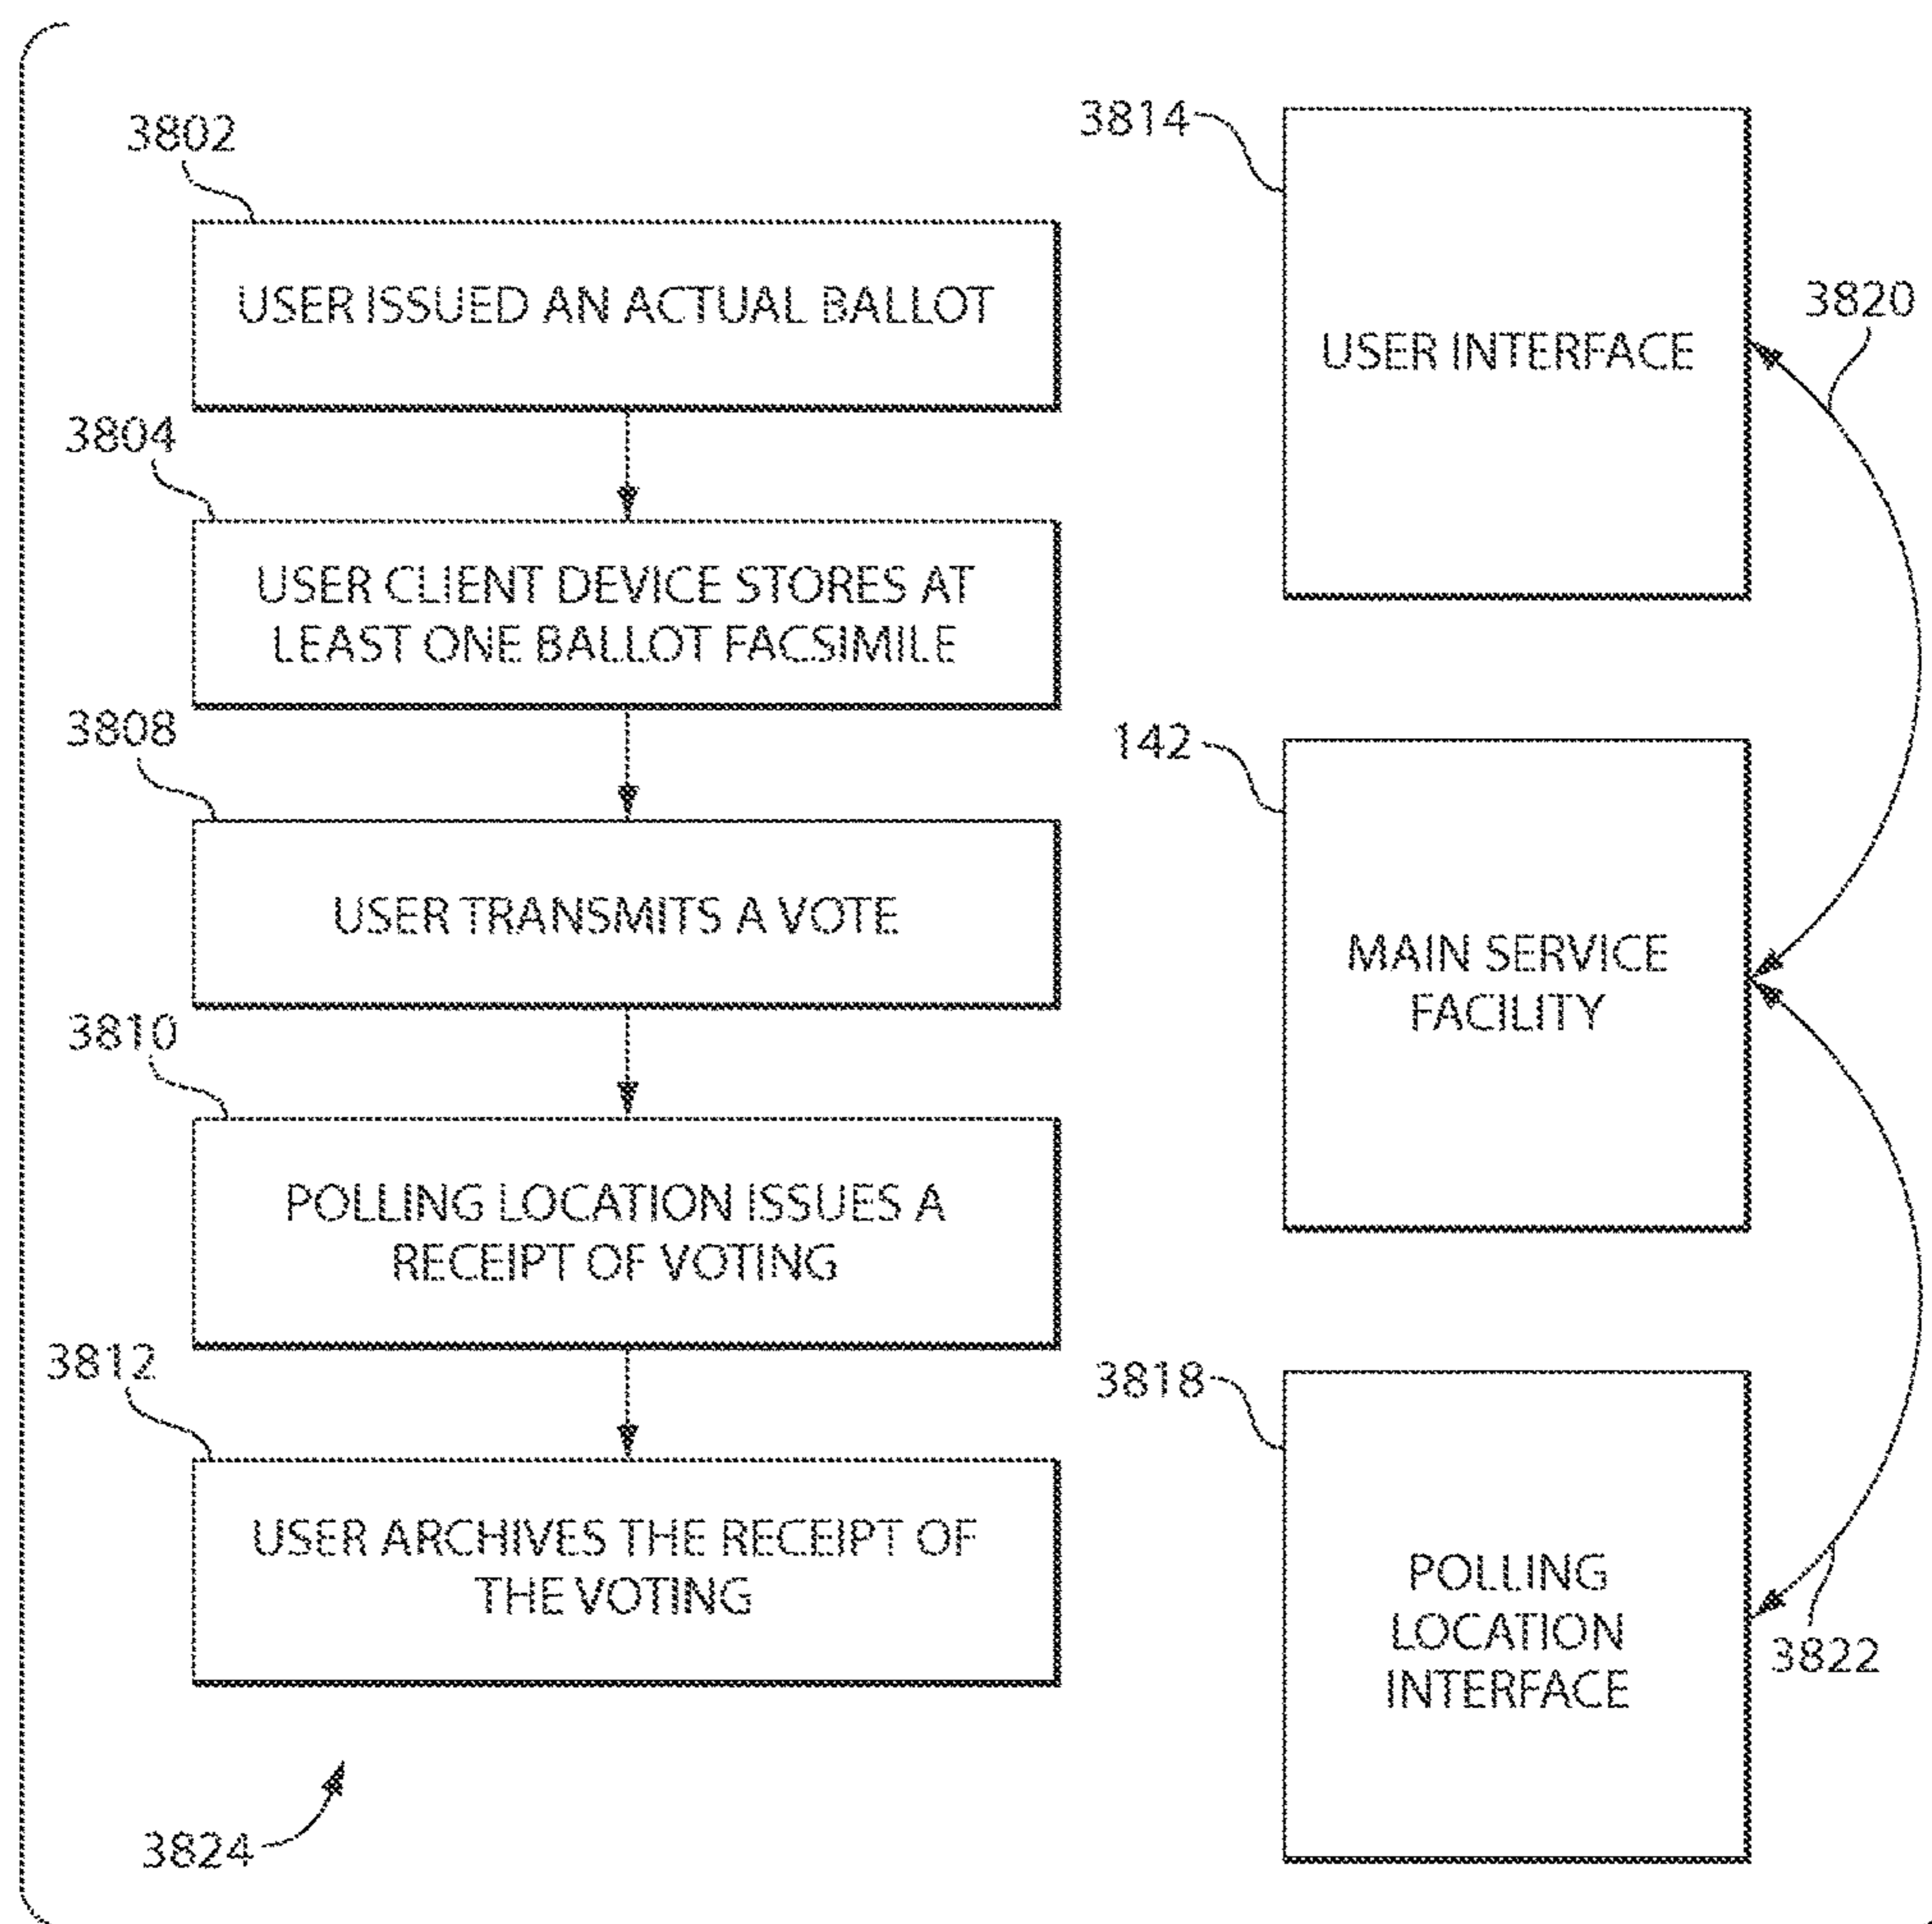 3802
USER ISSUED AN ACTUAL BALLOT
3804
USER CLIENT DEVICE STORES AT
LEAST ONE BALLOT FACSIMILE
3808
USER TRANSMITS A VOTE
3810
POLLING LOCATION ISSUES A
RECEIPT OF VOTING
3812
USER ARCHIVES THE RECEIPT OF
THE VOTING
3824
3814
USER INTERFACE
3820
142
MAIN SERVICE
FACILITY
3818
POLLING
LOCATION
INTERFACE
3822